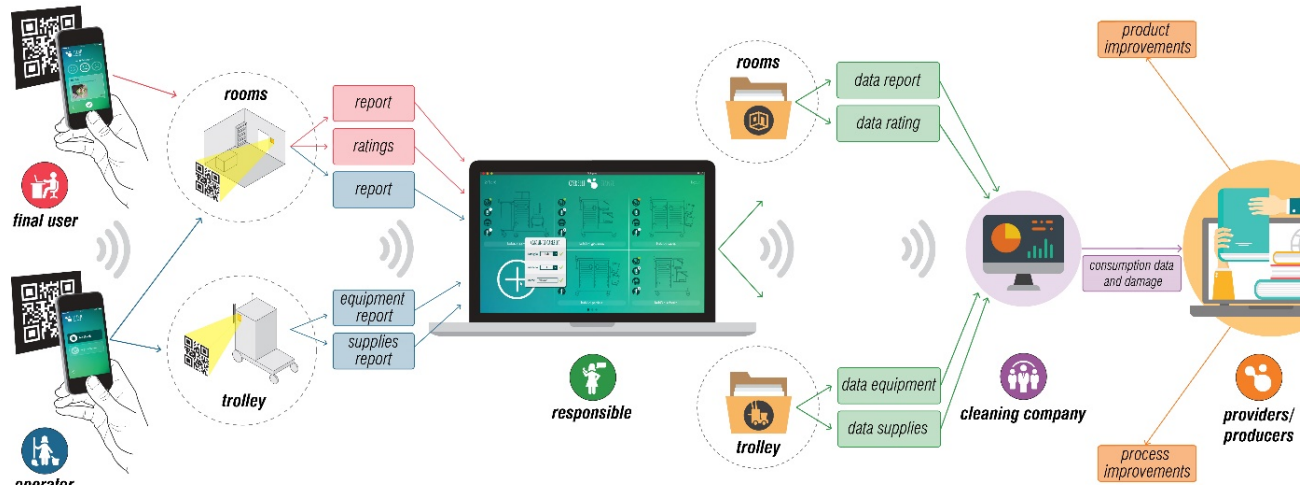 final user
operator
rooms
trolley
report
ratings
report
equipment
report
supplies
report
responsible
rooms
trolley
data report
data rating
data equipment
data supplies
cleaning company
consumption data
and damage
product
improvements
process
improvements
providers/
producers